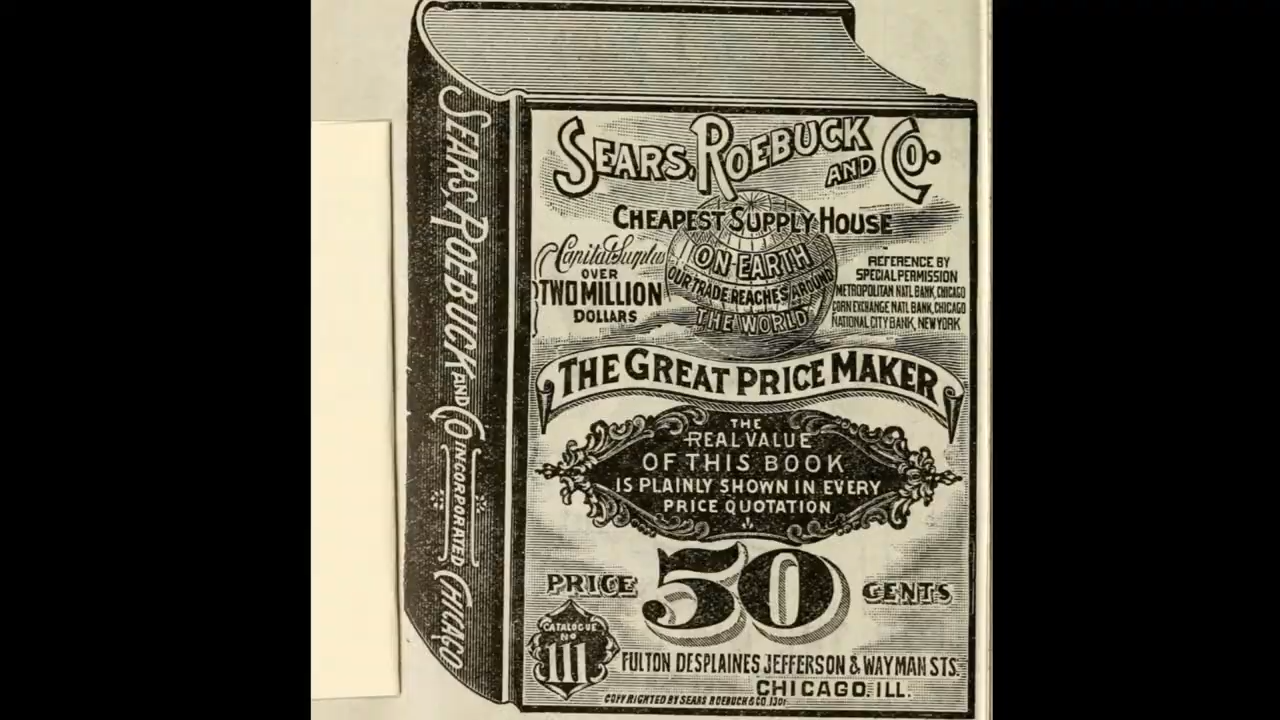 SEARS, ROEBUCK AND CO.
CHEAPEST SUPPLY HOUSE
ON EARTH
OUR TRADE REACHES AROUND
THE WORLD
Capital & Surplus
OVER
TWO MILLION
DOLLARS
REFERENCE BY
SPECIAL PERMISSION
METROPOLITAN NATL BANK, CHICAGO
CORN EXCHANGE NATL BANK, CHICAGO
NATIONAL CITY BANK, NEW YORK
THE GREAT PRICE MAKER
THE
REAL VALUE
OF THIS BOOK
IS PLAINLY SHOWN IN EVERY
PRICE QUOTATION
PRICE 50 CENTS
CATALOGUE
No
111
FULTON DESPLAINES JEFFERSON & WAYMAN STS.
CHICAGO. ILL.
COPYRIGHTED BY SEARS ROEBUCK & CO.
SEARS, ROEBUCK AND CO INCORPORATED CHICAGO